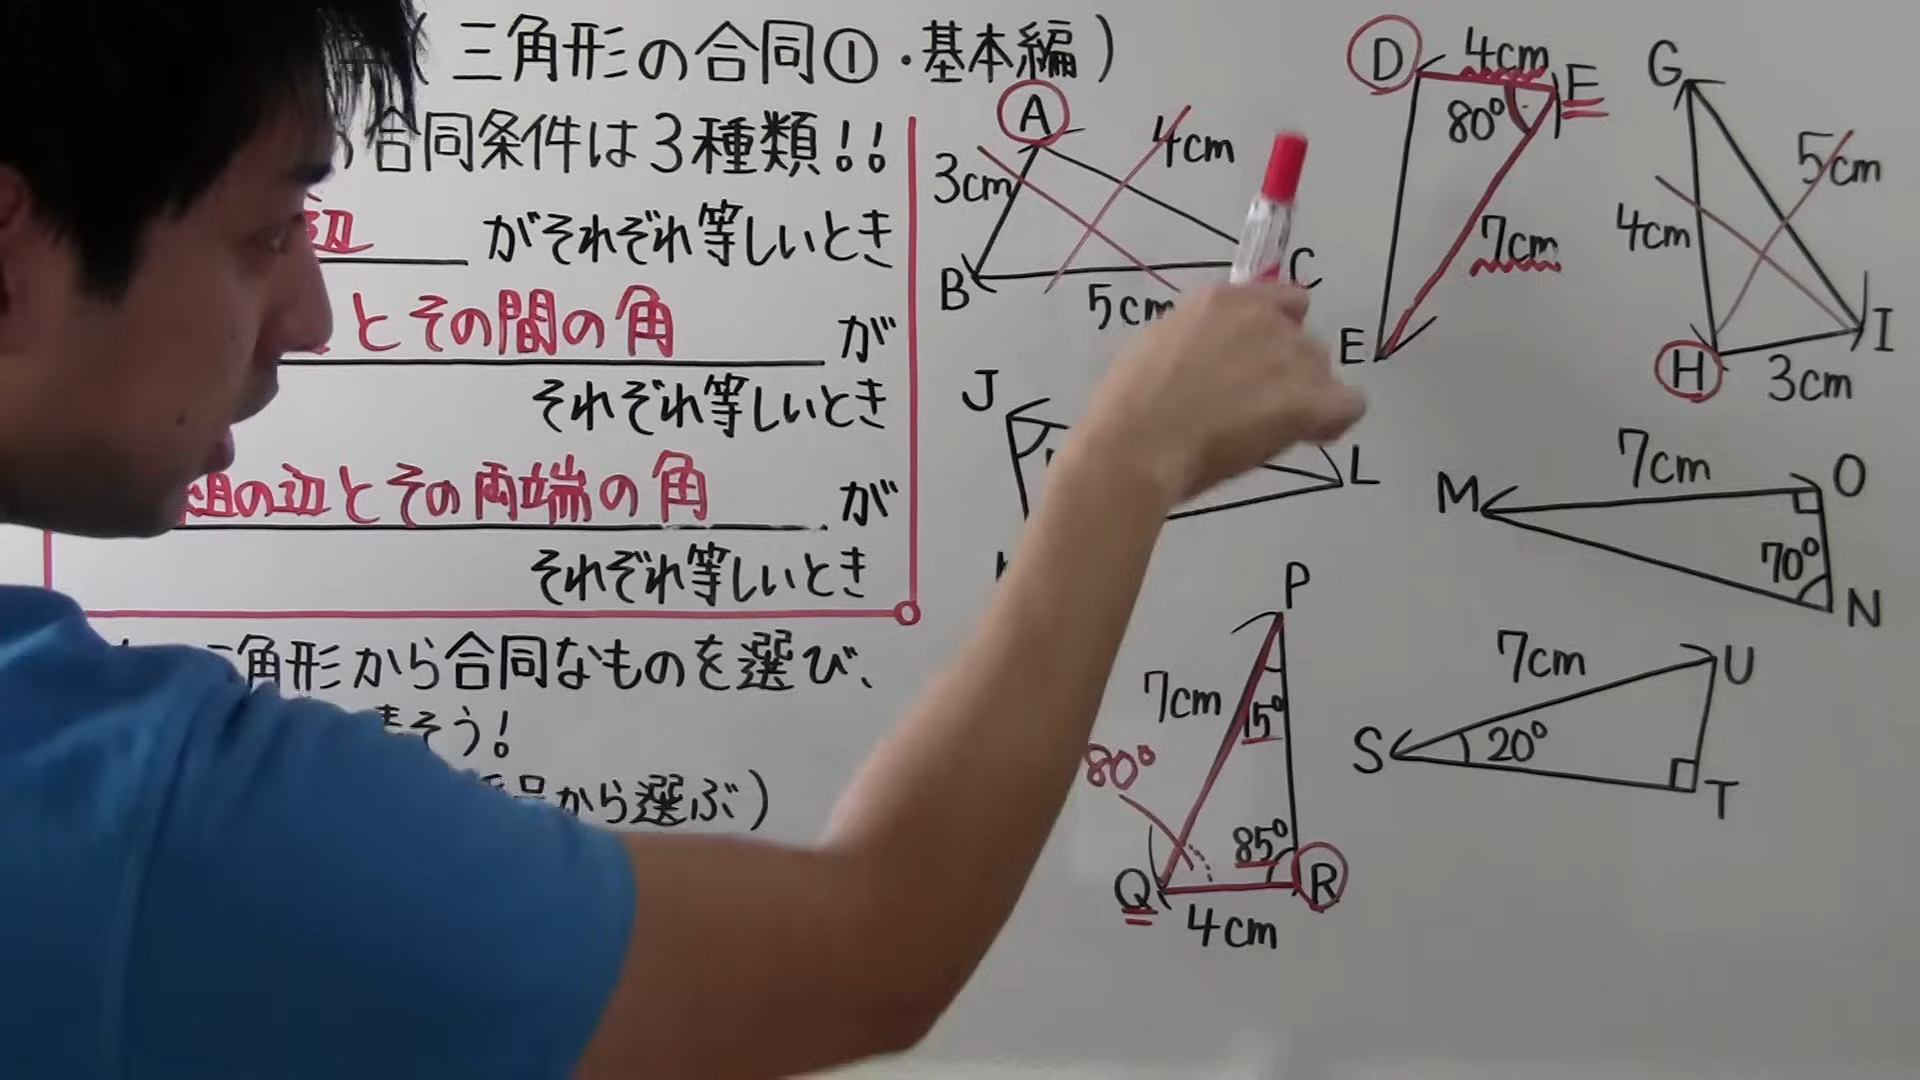 (三角形の合同①・基本編)
合同条件は3種類!!
辺 がそれぞれ等しいとき
とその間の角 が
それぞれ等しいとき
組の辺とその両端の角 が
それぞれ等しいとき
角形から合同なものを選び、
そう!
から選ぶ)
A
3cm
4cm
B
5cm
C
D
4cm
F
80°
7cm
E
G
5cm
4cm
H
3cm
I
J
L
7cm
M
O
70°
N
P
7cm
15°
80°
85°
Q
R
4cm
7cm
U
S
20°
T